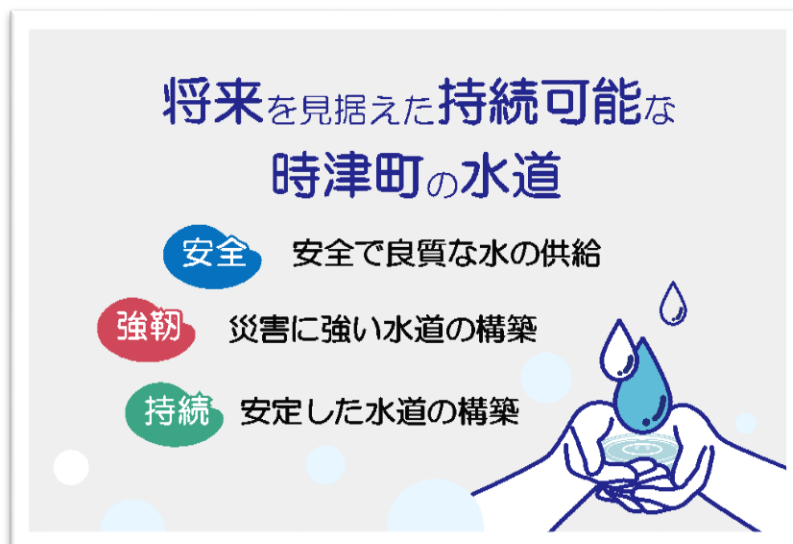 将来を見据えた持続可能な
時津町の水道
安全 安全で良質な水の供給
強靭 災害に強い水道の構築
持続 安定した水道の構築